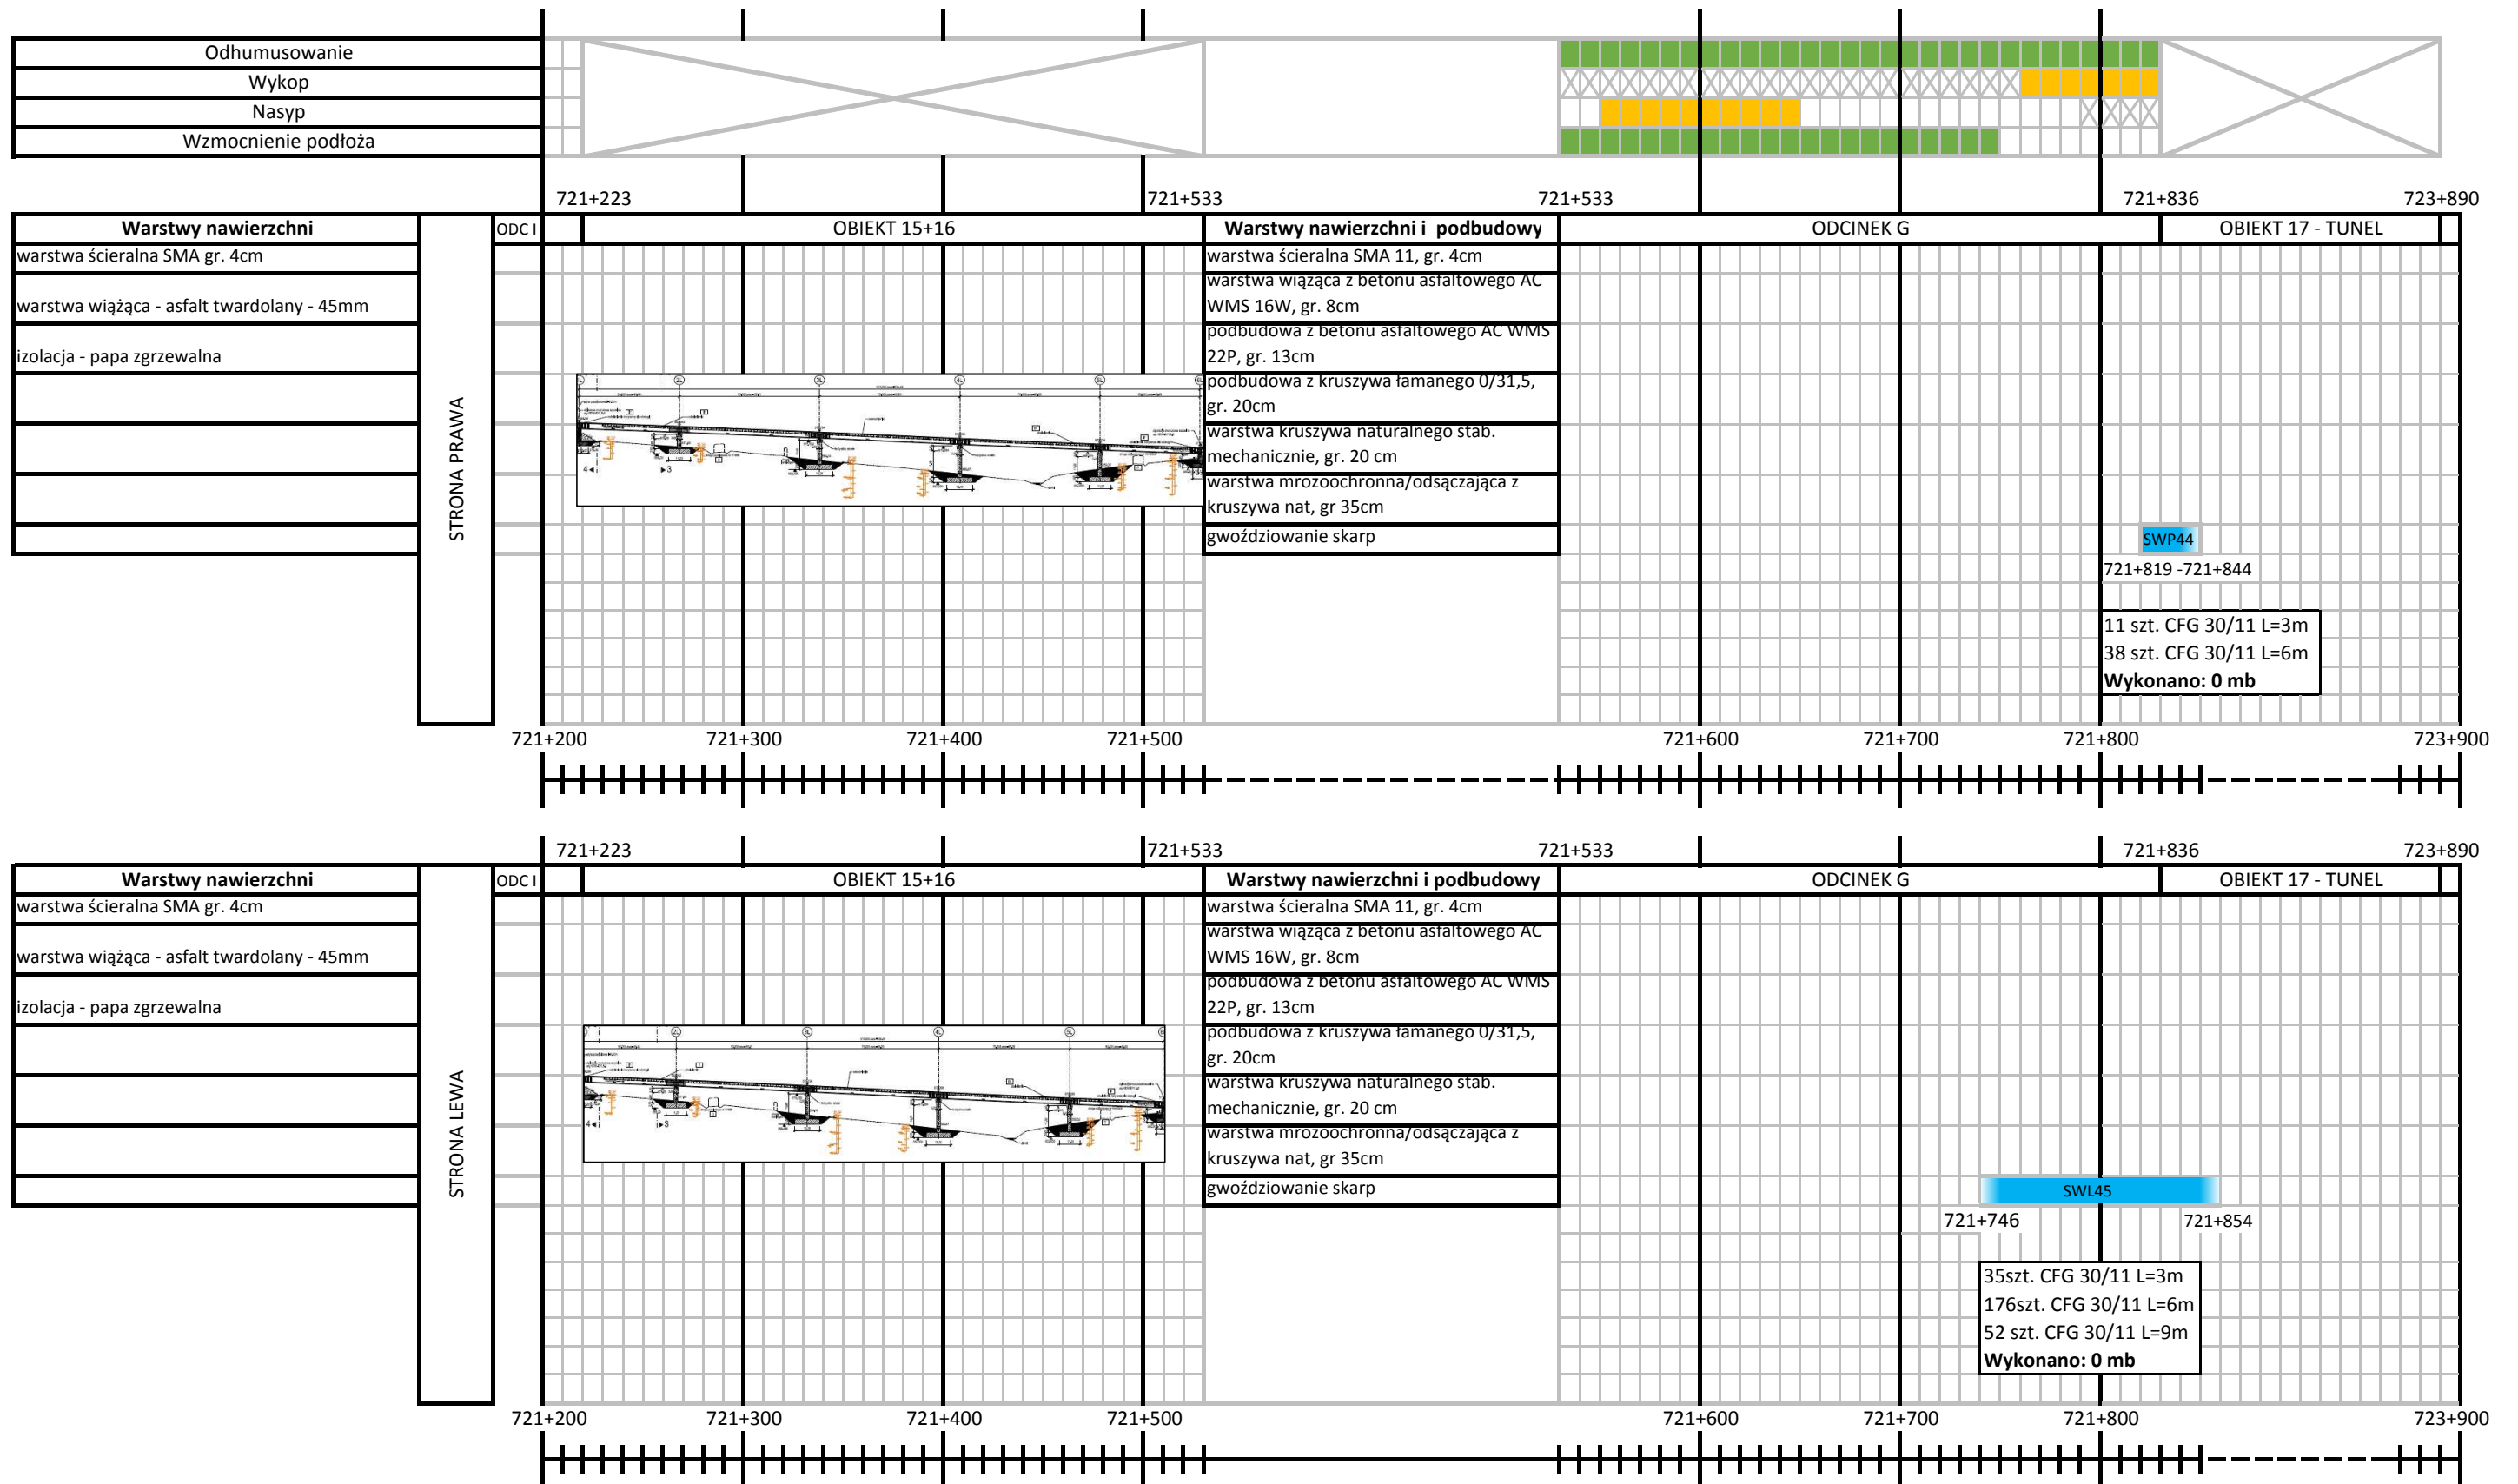 Odhumusowanie
Wykop
Nasyp
Wzmocnienie podłoża
721+223 721+533 721+533 721+836 723+890
Warstwy nawierzchni
STRONA PRAWA
ODC I
OBIEKT 15+16
Warstwy nawierzchni i podbudowy
ODCINEK G
OBIEKT 17 - TUNEL
warstwa ścieralna SMA gr. 4cm
warstwa wiążąca - asfalt twardolany - 45mm
izolacja - papa zgrzewalna
warstwa ścieralna SMA 11, gr. 4cm
warstwa wiążąca z betonu asfaltowego AC
WMS 16W, gr. 8cm
podbudowa z betonu asfaltowego AC WMS
22P, gr. 13cm
podbudowa z kruszywa łamanego 0/31,5,
gr. 20cm
warstwa kruszywa naturalnego stab.
mechanicznie, gr. 20 cm
warstwa mrozoochronna/odsączająca z
kruszywa nat, gr 35cm
gwoździowanie skarp
SWP44
721+819 -721+844
11 szt. CFG 30/11 L=3m
38 szt. CFG 30/11 L=6m
Wykonano: 0 mb
721+200 721+300 721+400 721+500 721+600 721+700 721+800 723+900
721+223 721+533 721+533 721+836 723+890
Warstwy nawierzchni
STRONA LEWA
ODC I
OBIEKT 15+16
Warstwy nawierzchni i podbudowy
ODCINEK G
OBIEKT 17 - TUNEL
warstwa ścieralna SMA gr. 4cm
warstwa wiążąca - asfalt twardolany - 45mm
izolacja - papa zgrzewalna
warstwa ścieralna SMA 11, gr. 4cm
warstwa wiążąca z betonu asfaltowego AC
WMS 16W, gr. 8cm
podbudowa z betonu asfaltowego AC WMS
22P, gr. 13cm
podbudowa z kruszywa łamanego 0/31,5,
gr. 20cm
warstwa kruszywa naturalnego stab.
mechanicznie, gr. 20 cm
warstwa mrozoochronna/odsączająca z
kruszywa nat, gr 35cm
gwoździowanie skarp
SWL45
721+746 721+854
35szt. CFG 30/11 L=3m
176szt. CFG 30/11 L=6m
52 szt. CFG 30/11 L=9m
Wykonano: 0 mb
721+200 721+300 721+400 721+500 721+600 721+700 721+800 723+900